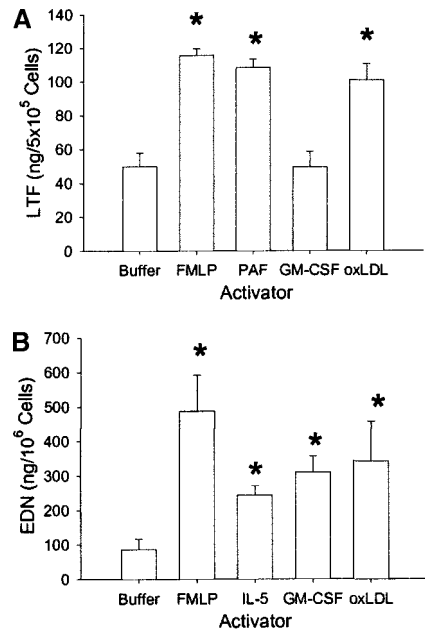 A
140
120
100
80
60
40
20
0
LTF (ng/5x10⁵ Cells)
*
*
*
Buffer FMLP PAF GM-CSF oxLDL
Activator
B
700
600
500
400
300
200
100
0
EDN (ng/10⁶ Cells)
*
*
*
*
Buffer FMLP IL-5 GM-CSF oxLDL
Activator